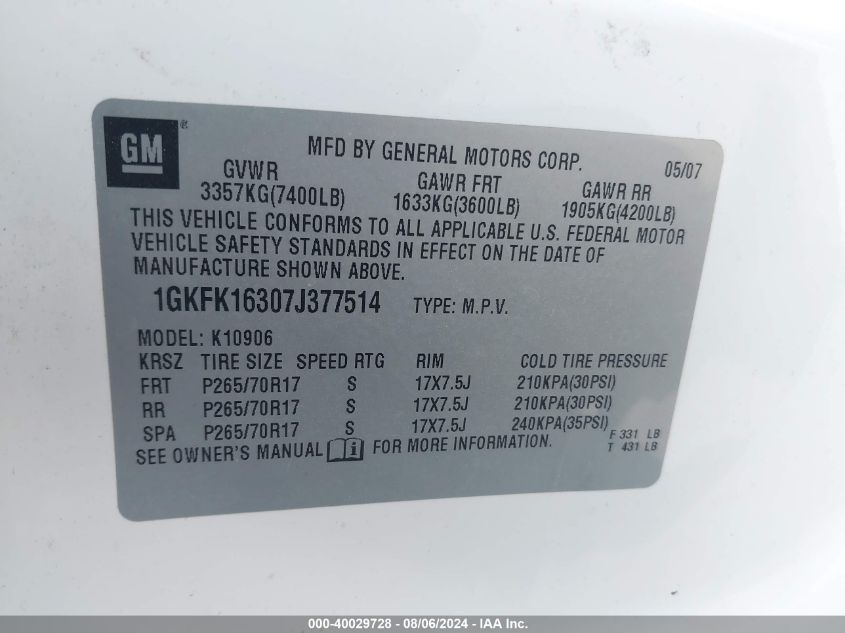 GM ®
MFD BY GENERAL MOTORS CORP. 05/07
GVWR GAWR FRT GAWR RR
3357KG(7400LB) 1633KG(3600LB) 1905KG(4200LB)
THIS VEHICLE CONFORMS TO ALL APPLICABLE U.S. FEDERAL MOTOR
VEHICLE SAFETY STANDARDS IN EFFECT ON THE DATE OF
MANUFACTURE SHOWN ABOVE.
1GKFK16307J377514 TYPE: M.P.V.
MODEL: K10906
KRSZ TIRE SIZE SPEED RTG RIM COLD TIRE PRESSURE
FRT P265/70R17 S 17X7.5J 210KPA(30PSI)
RR P265/70R17 S 17X7.5J 210KPA(30PSI)
SPA P265/70R17 S 17X7.5J 240KPA(35PSI)
F 331 LB
T 431 LB
SEE OWNER'S MANUAL i FOR MORE INFORMATION.
000-40029728 - 08/06/2024 - IAA Inc.